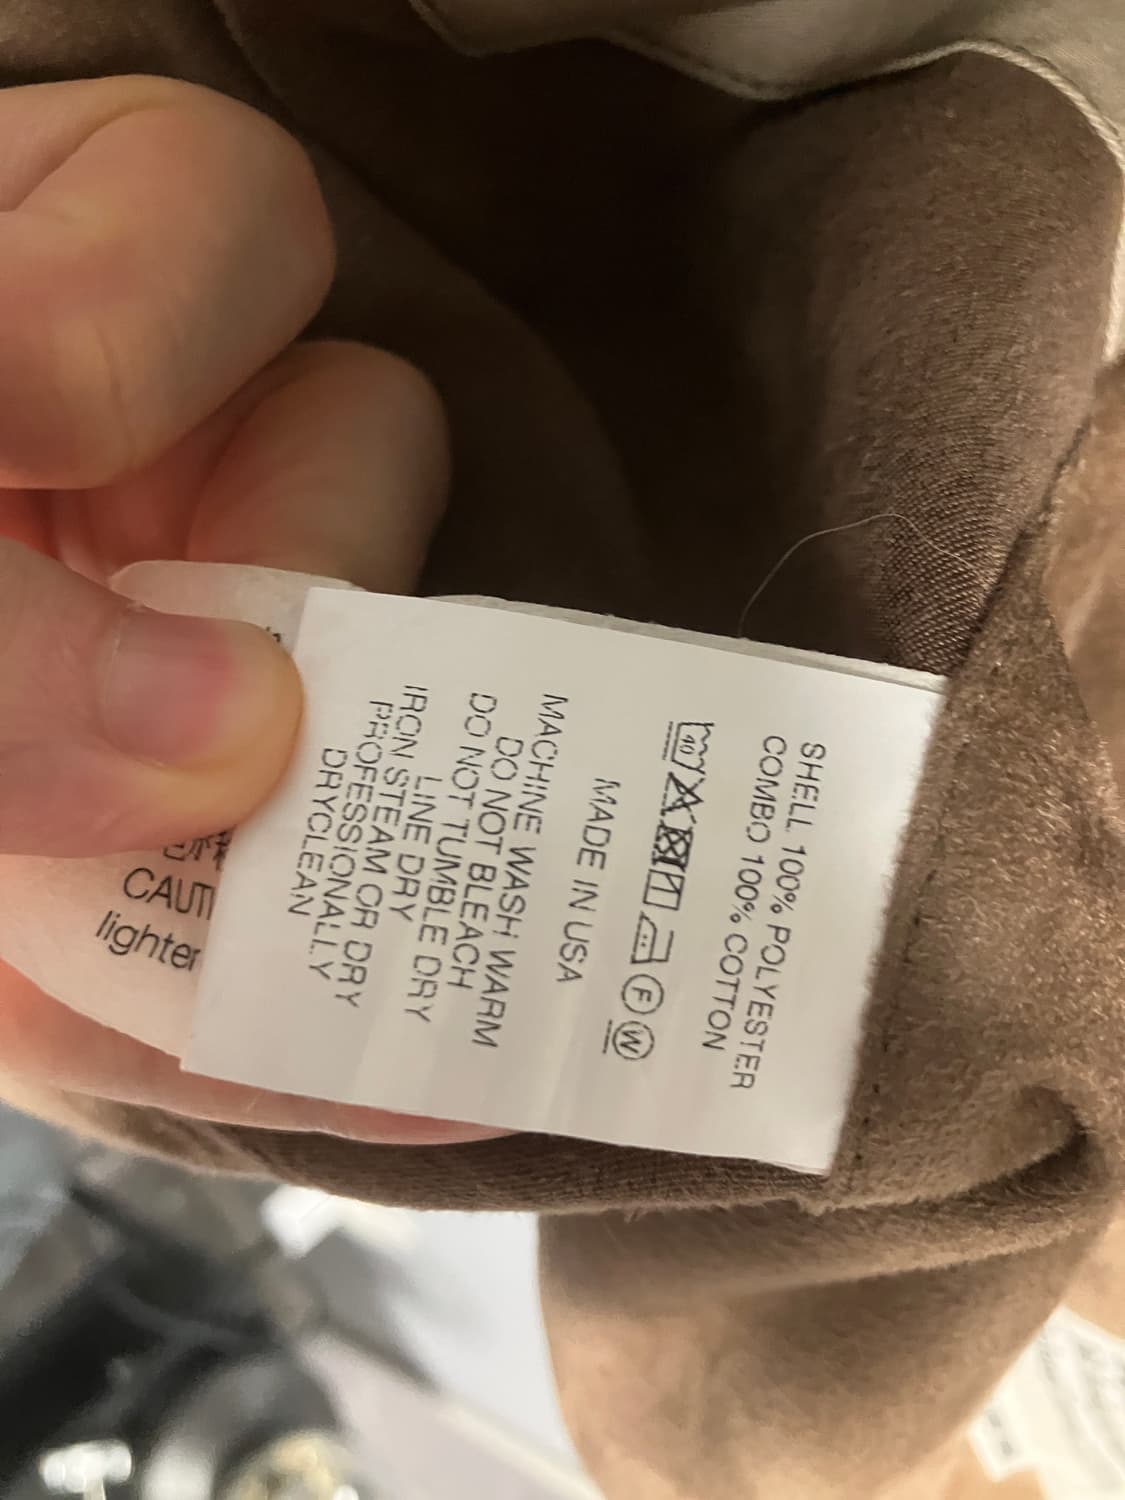 SHELL 100% POLYESTER
COMBO 100% COTTON
40
F
W
MADE IN USA
MACHINE WASH WARM
DO NOT BLEACH
DO NOT TUMBLE DRY
LINE DRY
IRON STEAM OR DRY
PROFESSIONALLY
DRYCLEAN
CAUTI
lighter